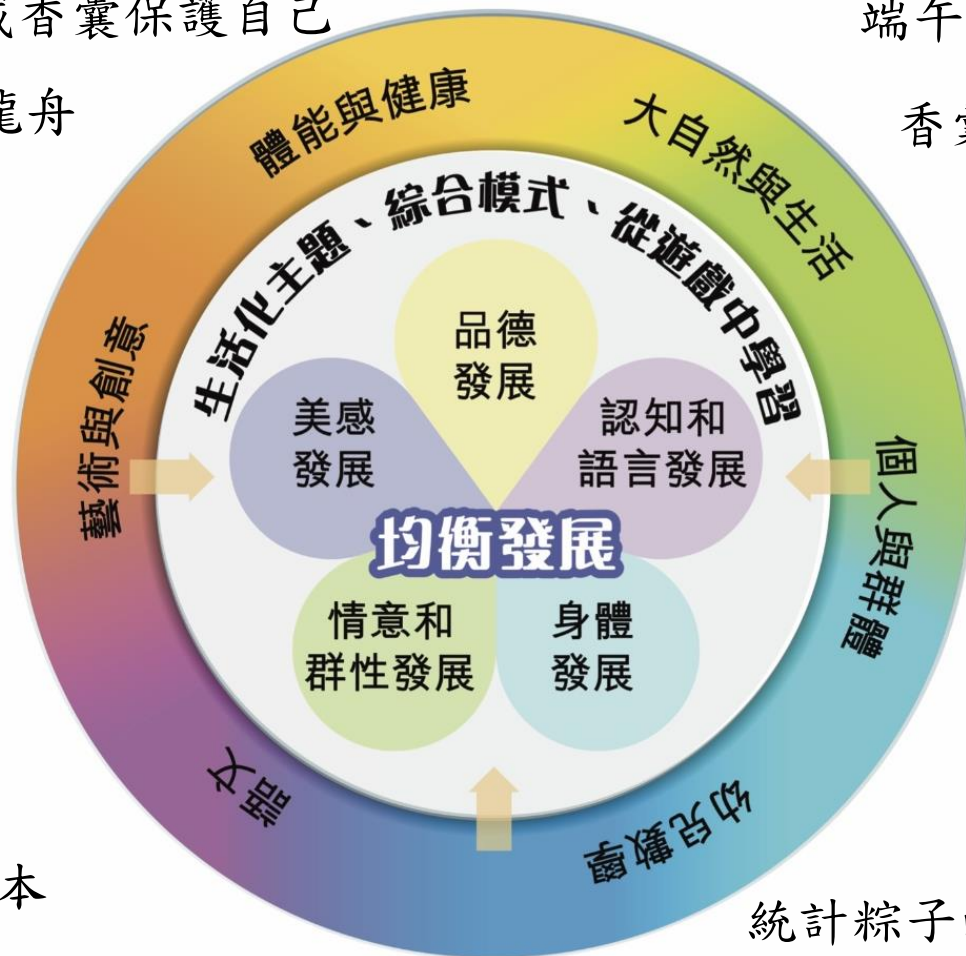 香囊保護自己
端午
龍舟
香
體能與健康
大自然與生活
生活化主題、綜合模式、從遊戲中學習
品德
發展
美感
發展
認知和
語言發展
藝術與創意
個人與群體
均衡發展
情意和
群性發展
身體
發展
語文
幼兒數學
本
統計粽子